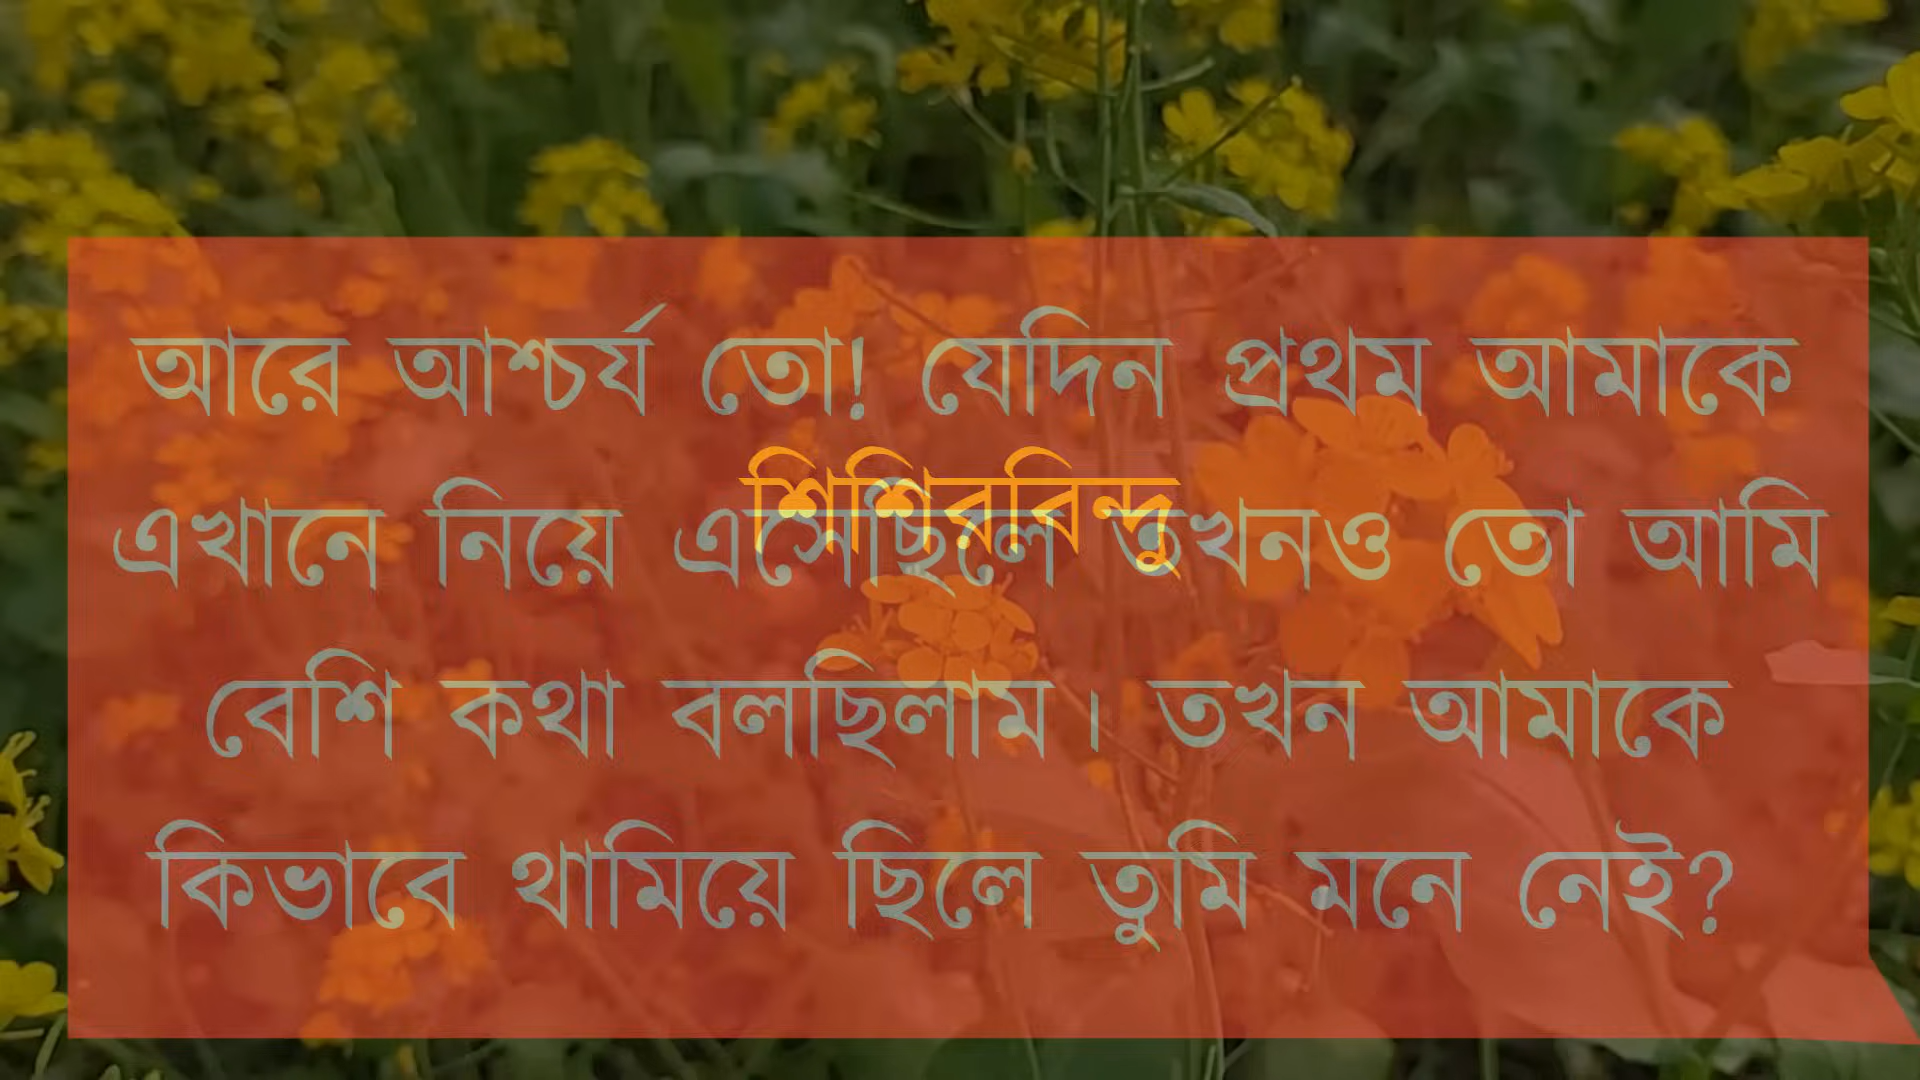 আরে আশ্চর্য তো! যেদিন প্রথম আমাকে
শিশিরবিন্দু
এখানে নিয়ে এসেছিলে তখনও তো আমি
বেশি কথা বলছিলাম। তখন আমাকে
কিভাবে থামিয়ে ছিলে তুমি মনে নেই?